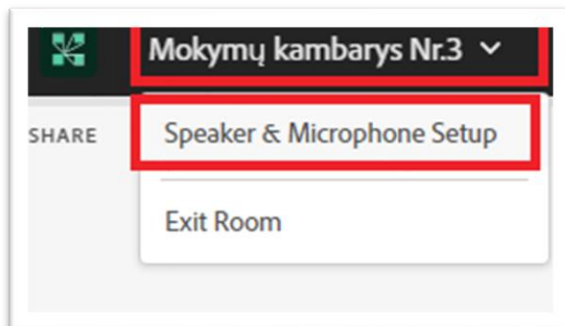 Mokymų kambarys Nr.3
SHARE
Speaker & Microphone Setup
Exit Room